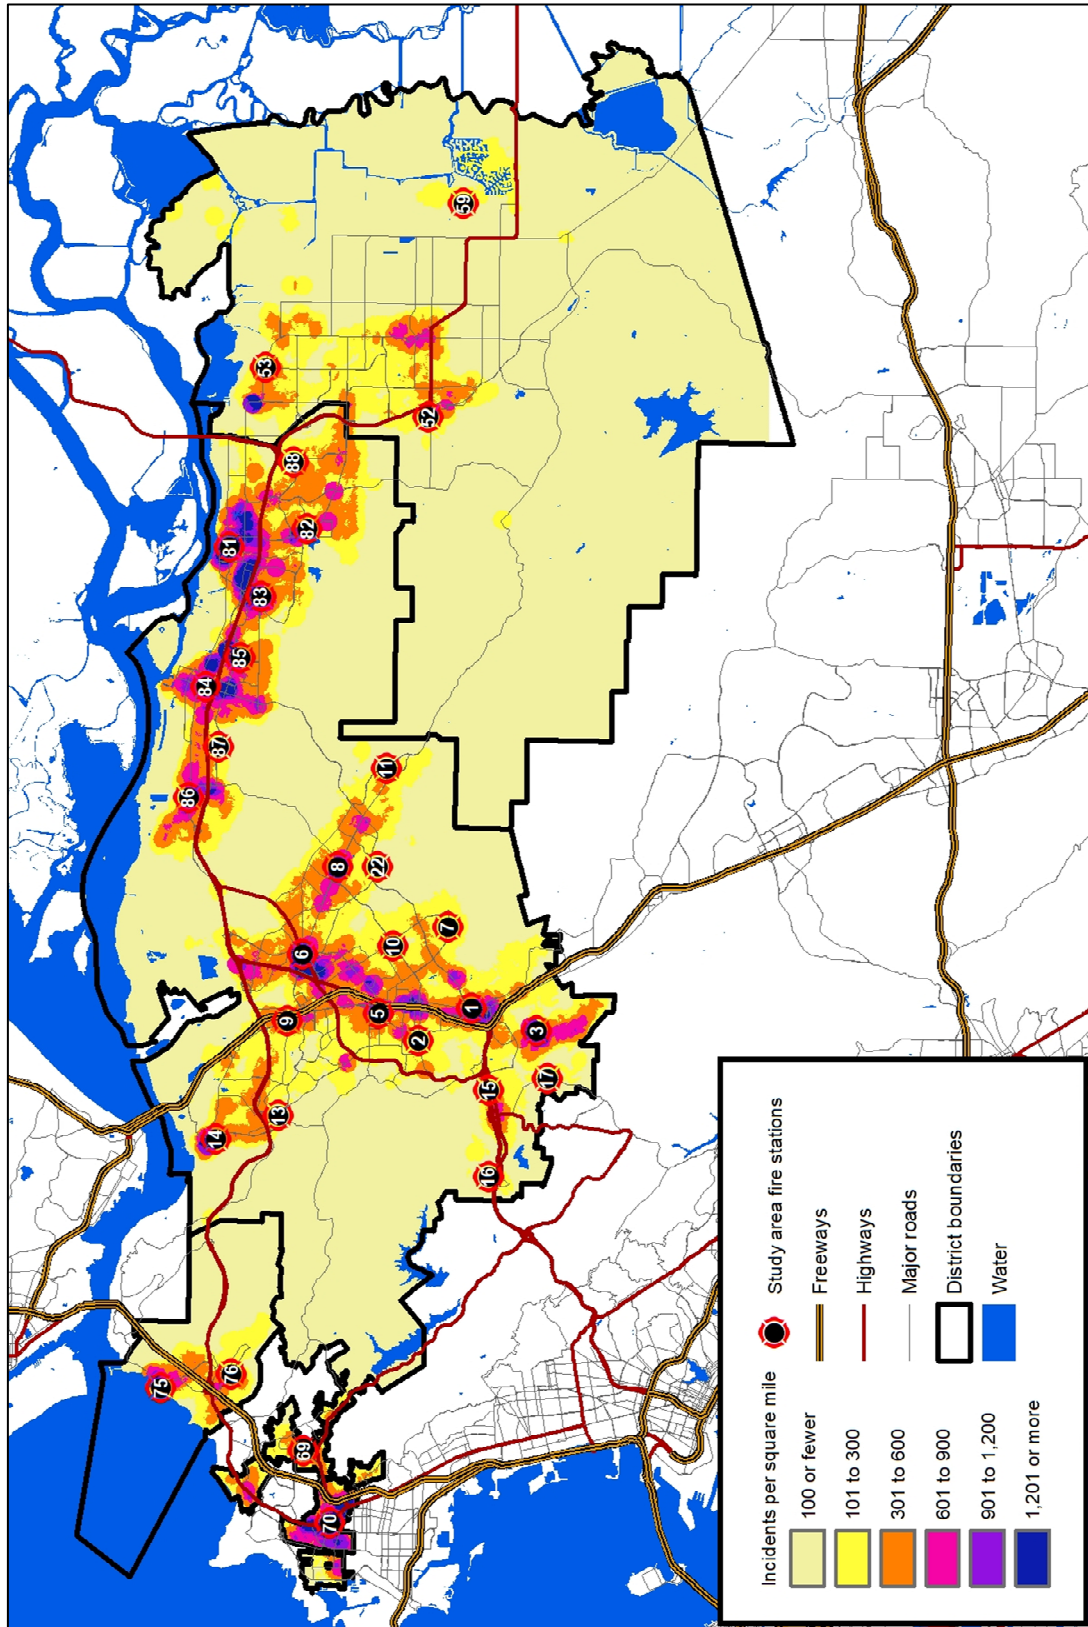 75
86
84
14
87
81
76
85
83
53
13
9
88
69
6
82
70
8
22
5
11
10
2
52
7
59
1
16
15
3
17
Incidents per square mile
100 or fewer
101 to 300
301 to 600
601 to 900
901 to 1,200
1,201 or more
Study area fire stations
Freeways
Highways
Major roads
District boundaries
Water